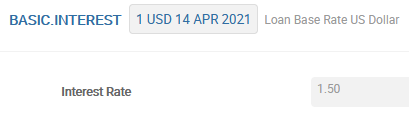 BASIC.INTEREST 1 USD 14 APR 2021 Loan Base Rate US Dollar
Interest Rate 1.50